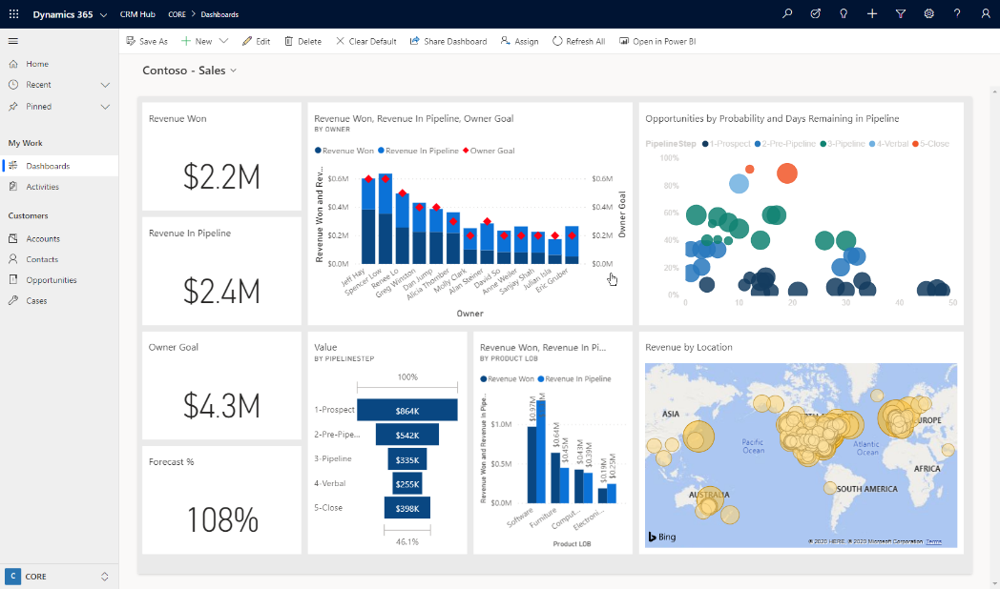 Dynamics 365 CRM Hub CORE > Dashboards
Save As New Edit Delete Clear Default Share Dashboard Assign Refresh All Open in Power BI
Home
Recent
Pinned
My Work
Dashboards
Activities
Customers
Accounts
Contacts
Opportunities
Cases
C CORE
Contoso - Sales
Revenue Won
$2.2M
Revenue In Pipeline
$2.4M
Revenue Won, Revenue In Pipeline, Owner Goal
BY OWNER
Revenue Won Revenue In Pipeline Owner Goal
Revenue Won and Rev...
$0.6M
$0.4M
$0.2M
$0.0M
$0.6M
$0.4M
$0.2M
$0.0M
Owner Goal
Jeff Hay
Spencer Low
Renee Lo
Greg Winston
Dan Jump
Alicia Thomber
Molly Clark
Alan Steiner
David So
Anne Weiler
Sanjay Shah
Julian Isla
Eric Gruber
Owner
Opportunities by Probability and Days Remaining in Pipeline
PipelineStep 1-Prospect 2-Pre-Pipeline 3-Pipeline 4-Verbal 5-Close
100%
80%
60%
40%
20%
0%
0 10 20 30 40 50
Owner Goal
$4.3M
Forecast %
108%
Value
BY PIPELINESTEP
100%
1-Prospect $864K
2-Pre-Pipe... $542K
3-Pipeline $335K
4-Verbal $255K
5-Close $398K
46.1%
Revenue Won, Revenue In Pi...
BY PRODUCT LOB
Revenue Won Revenue In Pipeline
Revenue Won and Revenue In Pipe...
$1.0M
$0.5M
$0.0M
$0.97M
$0.64M
$0.45M
$0.43M
$0.39M
$0.19M
$0.25M
Software
Furniture
Comput...
Electroni...
Product LOB
Revenue by Location
ASIA
EUROPE
Pacific
Ocean
Atlantic
Ocean
AFRICA
SOUTH AMERICA
AUSTRALIA
Bing
© 2020 HERE, © 2020 Microsoft Corporation Terms